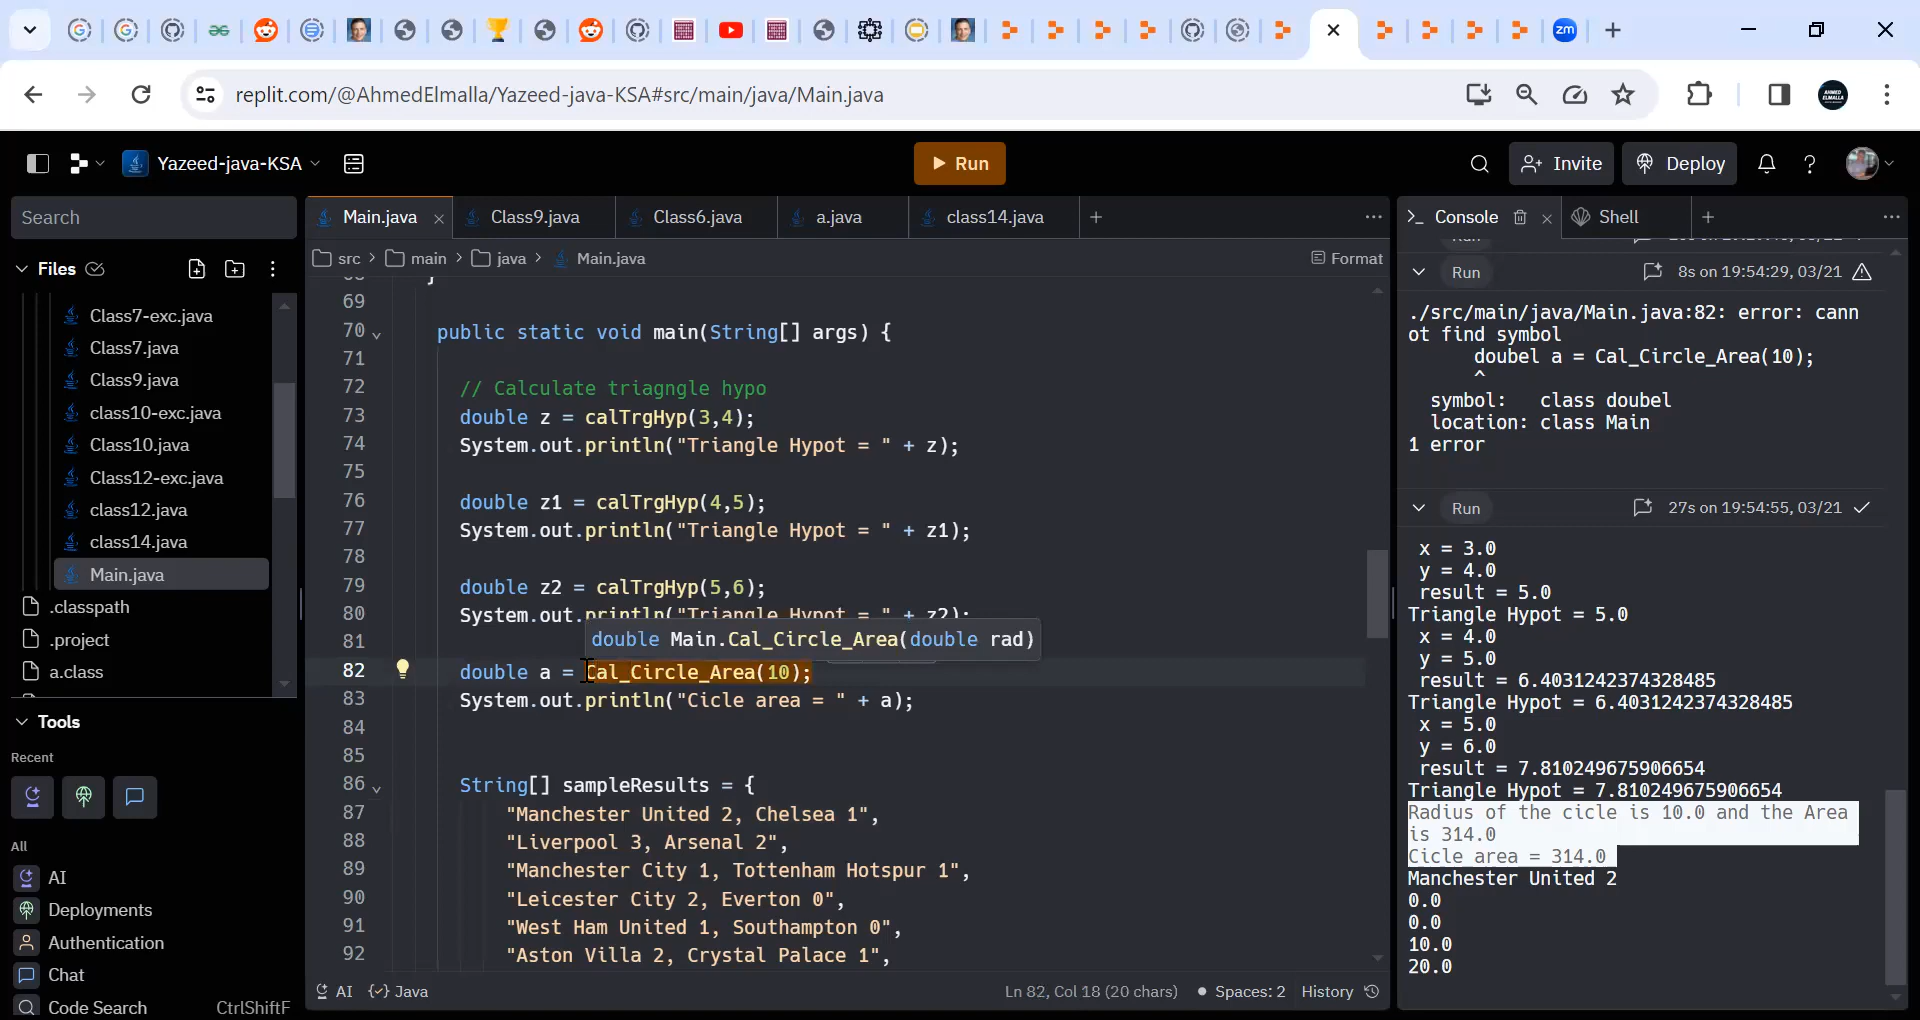 zm
replit.com/@AhmedElmalla/Yazeed-java-KSA#src/main/java/Main.java
Yazeed-java-KSA
Run
Invite
Deploy
Search
Main.java
Class9.java
Class6.java
a.java
class14.java
Console
Shell
Files
src > main > java > Main.java
Format
Class7-exc.java
Class7.java
Class9.java
class10-exc.java
Class10.java
Class12-exc.java
class12.java
class14.java
Main.java
.classpath
.project
a.class
Tools
Recent
All
AI
Deployments
Authentication
Chat
Code Search CtrlShiftF
69
70 public static void main(String[] args) {
71
72 // Calculate triagngle hypo
73 double z = calTrgHyp(3,4);
74 System.out.println("Triangle Hypot = " + z);
75
76 double z1 = calTrgHyp(4,5);
77 System.out.println("Triangle Hypot = " + z1);
78
79 double z2 = calTrgHyp(5,6);
80 System.out.println("Triangle Hypot = " + z2);
81
double Main.Cal_Circle_Area(double rad)
82 double a = Cal_Circle_Area(10);
83 System.out.println("Cicle area = " + a);
84
85
86 String[] sampleResults = {
87 "Manchester United 2, Chelsea 1",
88 "Liverpool 3, Arsenal 2",
89 "Manchester City 1, Tottenham Hotspur 1",
90 "Leicester City 2, Everton 0",
91 "West Ham United 1, Southampton 0",
92 "Aston Villa 2, Crystal Palace 1",
AI
Java
Ln 82, Col 18 (20 chars)
Spaces: 2
History
Run 8s on 19:54:29, 03/21
./src/main/java/Main.java:82: error: cann
ot find symbol
doubel a = Cal_Circle_Area(10);
^
symbol: class doubel
location: class Main
1 error
Run 27s on 19:54:55, 03/21
x = 3.0
y = 4.0
result = 5.0
Triangle Hypot = 5.0
x = 4.0
y = 5.0
result = 6.4031242374328485
Triangle Hypot = 6.4031242374328485
x = 5.0
y = 6.0
result = 7.810249675906654
Triangle Hypot = 7.810249675906654
Radius of the cicle is 10.0 and the Area
is 314.0
Cicle area = 314.0
Manchester United 2
0.0
0.0
10.0
20.0